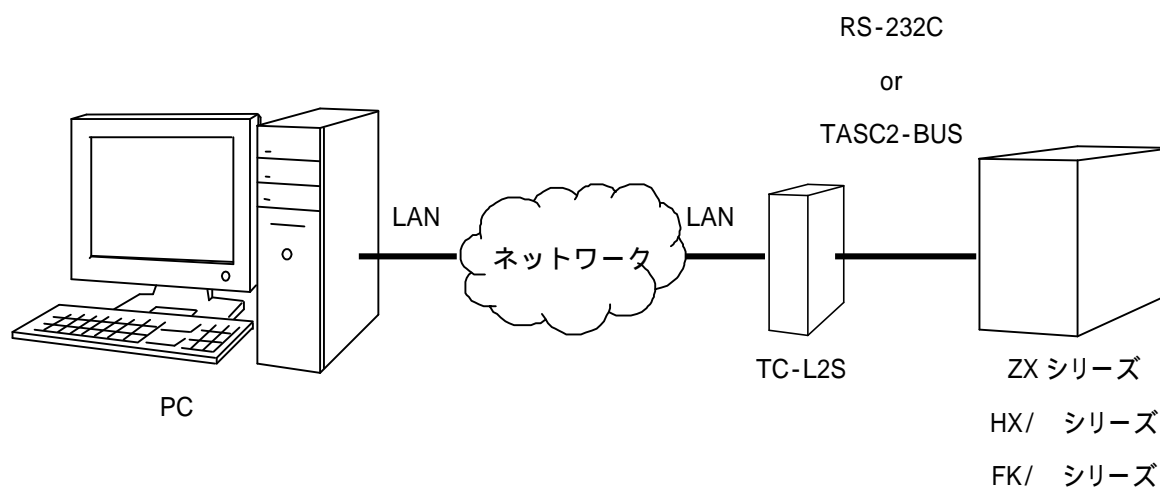 RS-232C
or
TASC2-BUS
LAN
ネットワーク
LAN
TC-L2S
PC
ZX シリーズ
HX/ シリーズ
FK/ シリーズ